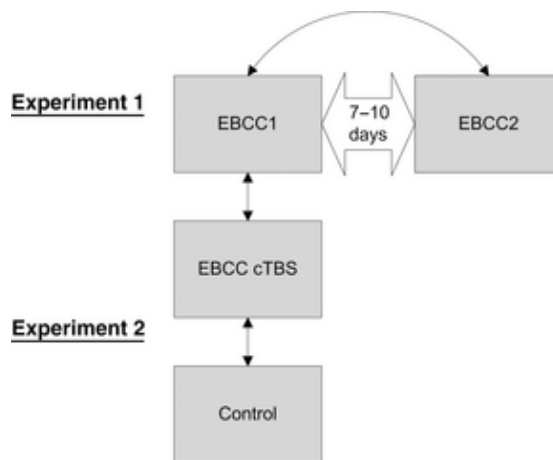 Experiment 1
EBCC1
7–10
days
EBCC2
EBCC cTBS
Experiment 2
Control